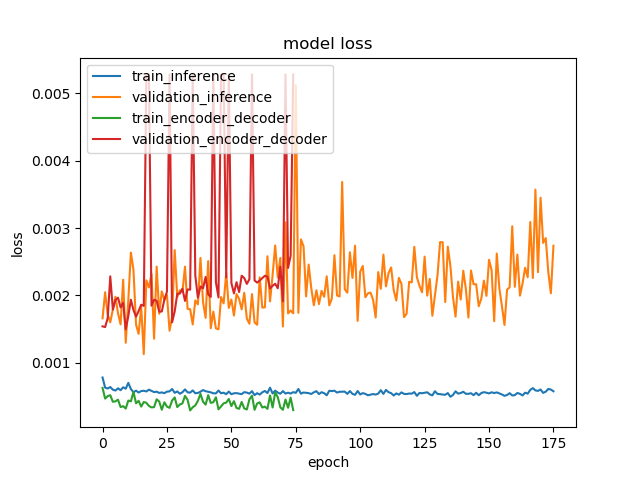 model loss
train_inference
validation_inference
train_encoder_decoder
validation_encoder_decoder
0.005
0.004
0.003
0.002
0.001
loss
0 25 50 75 100 125 150 175
epoch